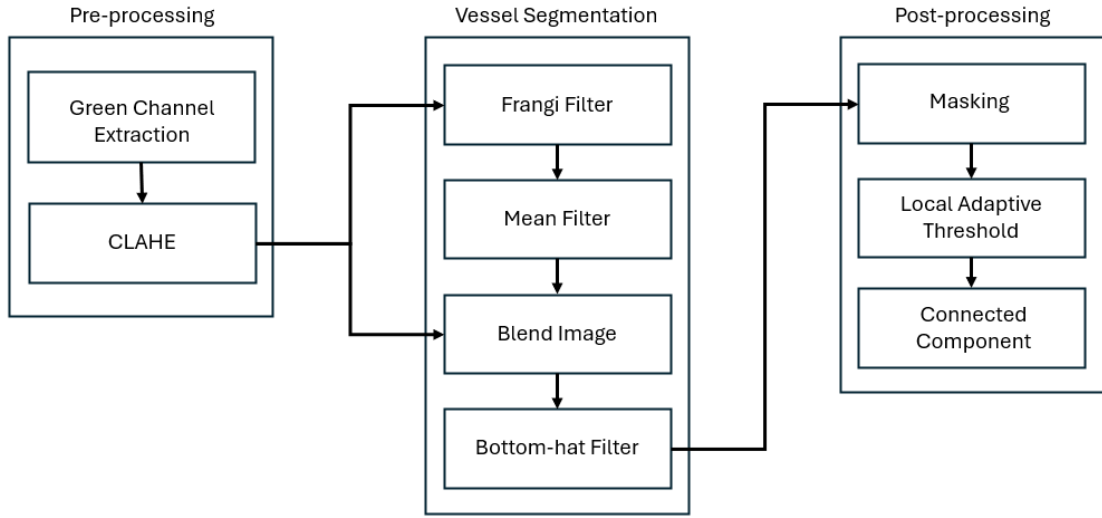 Pre-processing
Green Channel
Extraction
CLAHE
Vessel Segmentation
Frangi Filter
Mean Filter
Blend Image
Bottom-hat Filter
Post-processing
Masking
Local Adaptive
Threshold
Connected
Component